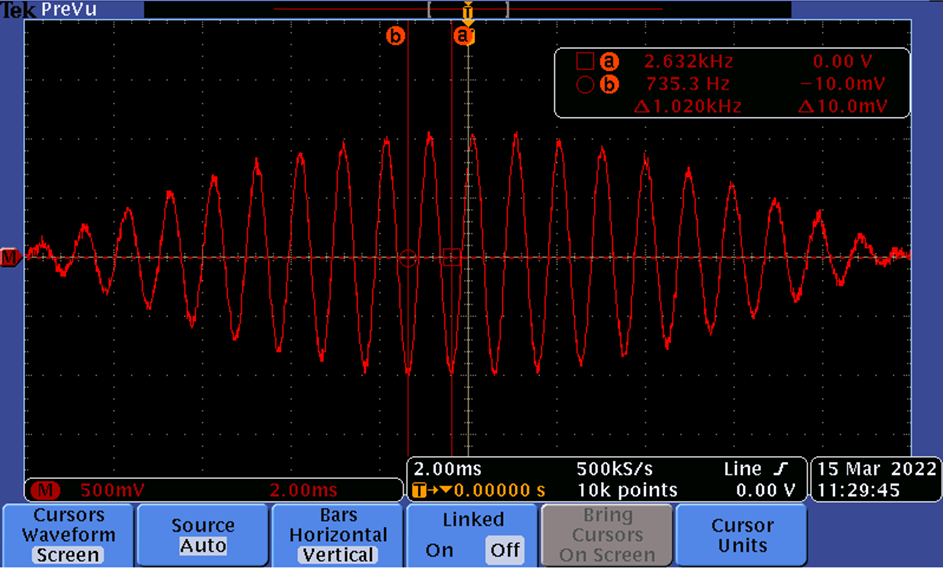 Tek PreVu
T
b a
a 2.632kHz 0.00 V
b 735.3 Hz −10.0mV
Δ1.020kHz Δ10.0mV
M
M 500mV 2.00ms
2.00ms 500kS/s Line
T→▼0.00000 s 10k points 0.00 V
15 Mar 2022
11:29:45
Cursors
Waveform
Screen
Source
Auto
Bars
Horizontal
Vertical
Linked
On Off
Bring
Cursors
On Screen
Cursor
Units